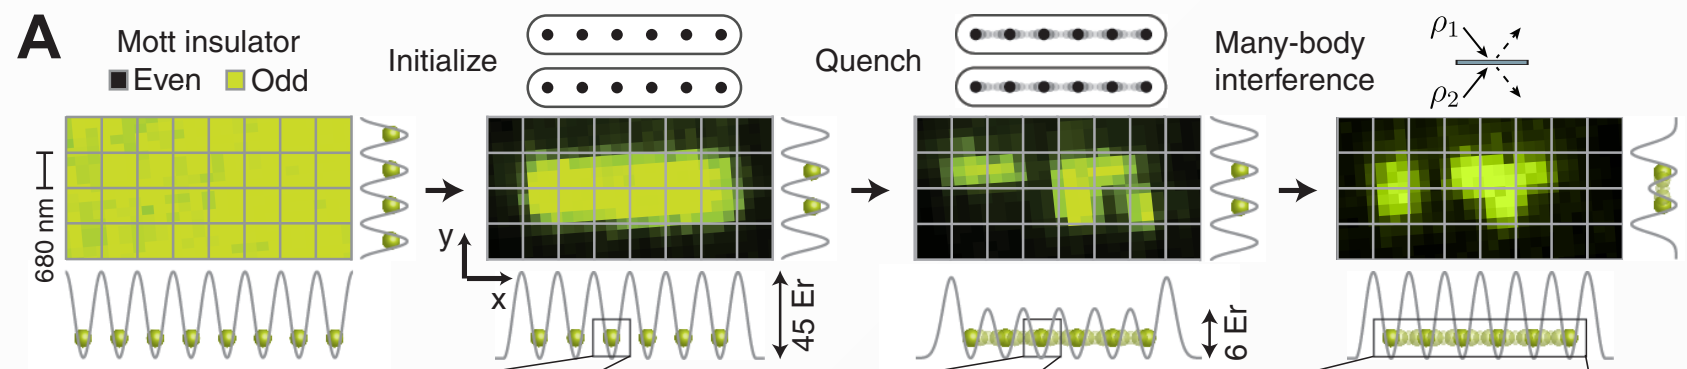 A
Mott insulator
Even Odd
Initialize
Quench
Many-body
interference
ρ1
ρ2
680 nm
y
x
45 Er
6 Er